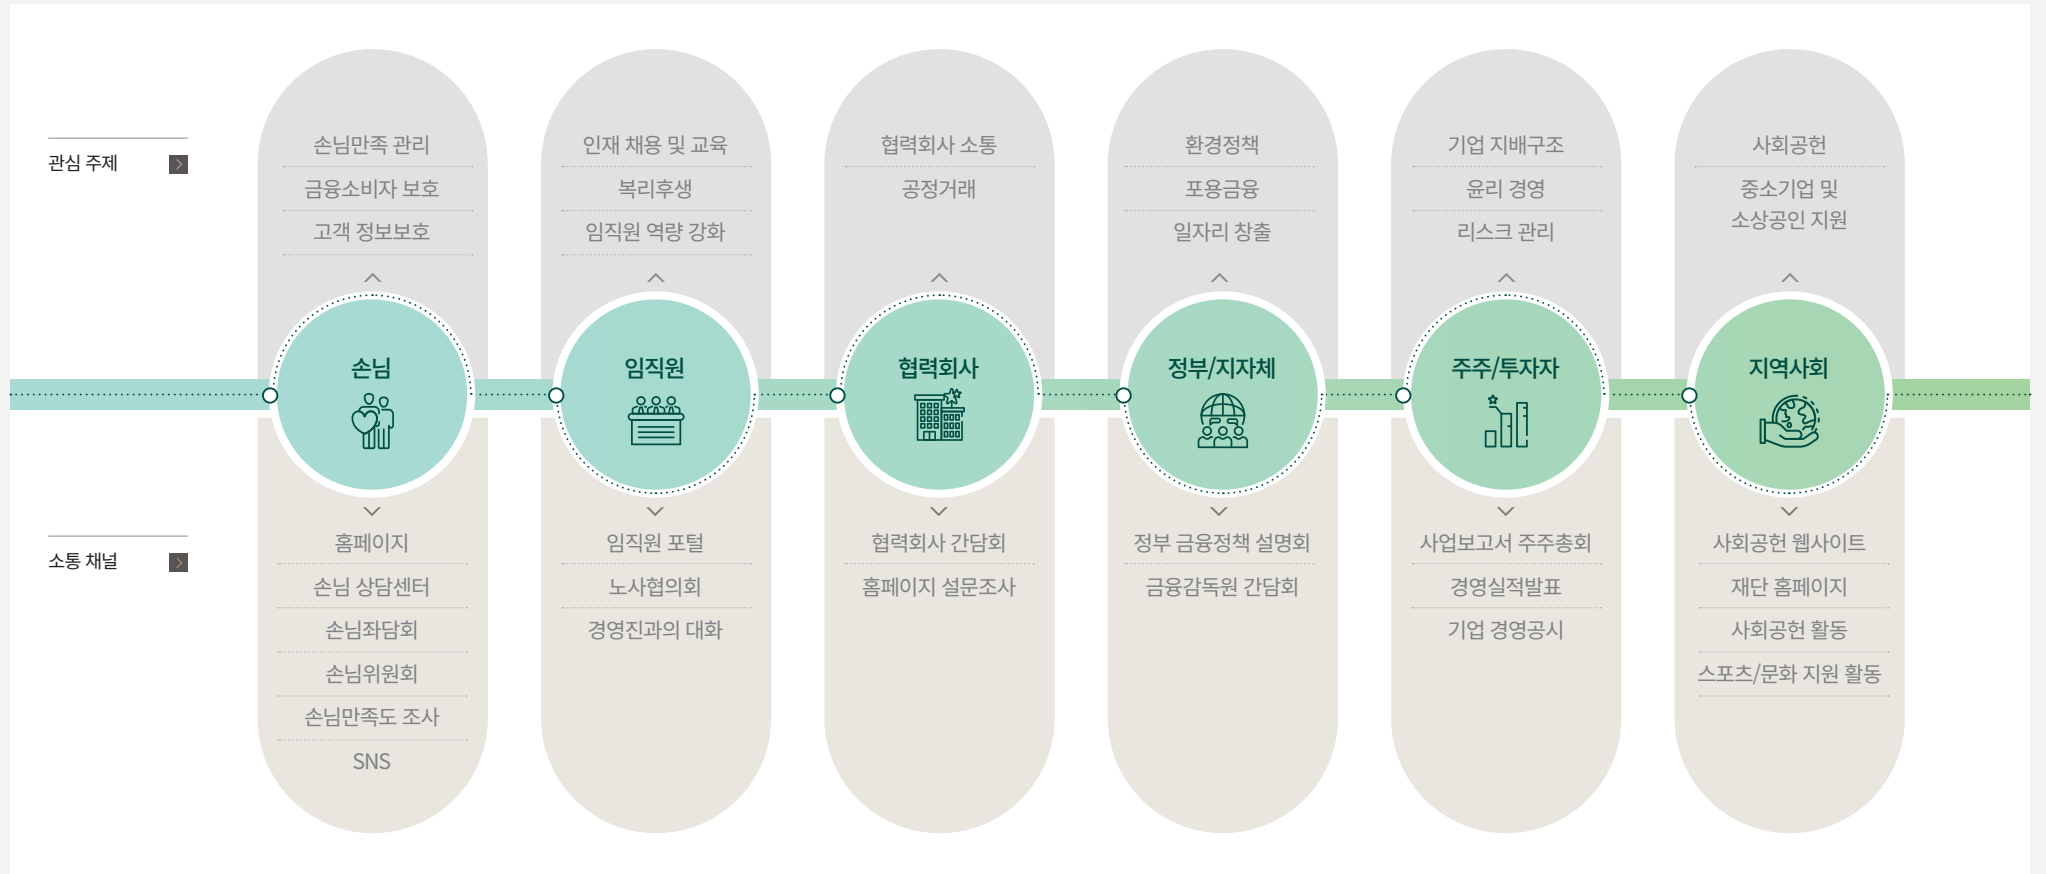 관심 주제
손님만족 관리
금융소비자 보호
고객 정보보호
인재 채용 및 교육
복리후생
임직원 역량 강화
협력회사 소통
공정거래
환경정책
포용금융
일자리 창출
기업 지배구조
윤리 경영
리스크 관리
사회공헌
중소기업 및
소상공인 지원
손님
임직원
협력회사
정부/지자체
주주/투자자
지역사회
소통 채널
홈페이지
손님 상담센터
손님좌담회
손님위원회
손님만족도 조사
SNS
임직원 포털
노사협의회
경영진과의 대화
협력회사 간담회
홈페이지 설문조사
정부 금융정책 설명회
금융감독원 간담회
사업보고서 주주총회
경영실적발표
기업 경영공시
사회공헌 웹사이트
재단 홈페이지
사회공헌 활동
스포츠/문화 지원 활동